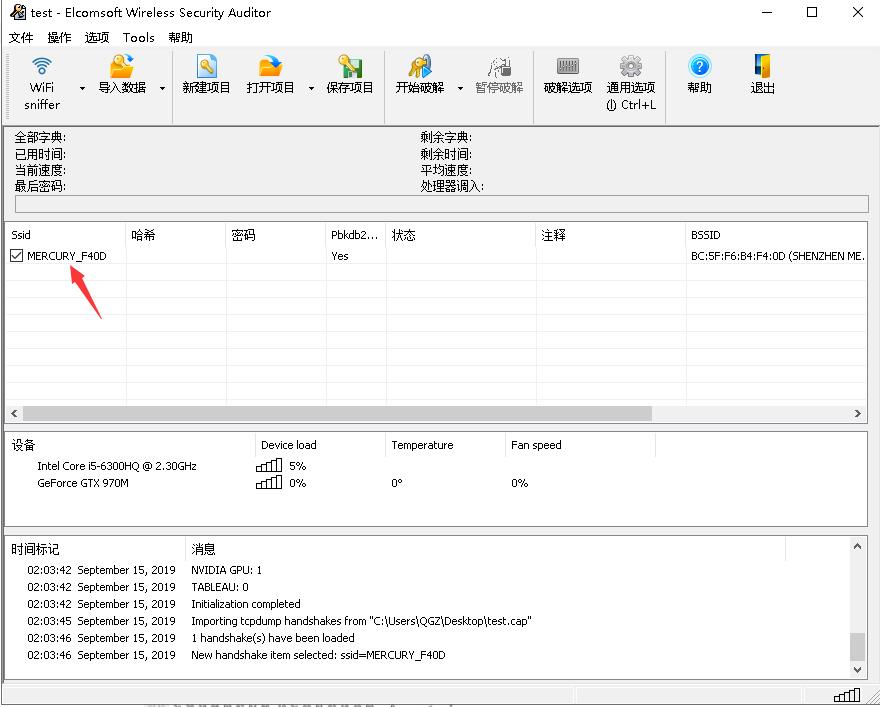 test - Elcomsoft Wireless Security Auditor
文件 操作 选项 Tools 帮助
WiFi sniffer 导入数据 新建项目 打开项目 保存项目 开始破解 暂停破解 破解选项 通用选项 Ctrl+L 帮助 退出
全部字典: 剩余字典:
已用时间: 剩余时间:
当前速度: 平均速度:
最后密码: 处理器调入:
Ssid 哈希 密码 Pbkdb2... 状态 注释 BSSID
MERCURY_F40D Yes BC:5F:F6:B4:F4:0D (SHENZHEN ME.
设备 Device load Temperature Fan speed
Intel Core i5-6300HQ @ 2.30GHz 5%
GeForce GTX 970M 0% 0° 0%
时间标记 消息
02:03:42 September 15, 2019 NVIDIA GPU: 1
02:03:42 September 15, 2019 TABLEAU: 0
02:03:42 September 15, 2019 Initialization completed
02:03:45 September 15, 2019 Importing tcpdump handshakes from "C:\Users\QGZ\Desktop\test.cap"
02:03:46 September 15, 2019 1 handshake(s) have been loaded
02:03:46 September 15, 2019 New handshake item selected: ssid=MERCURY_F40D